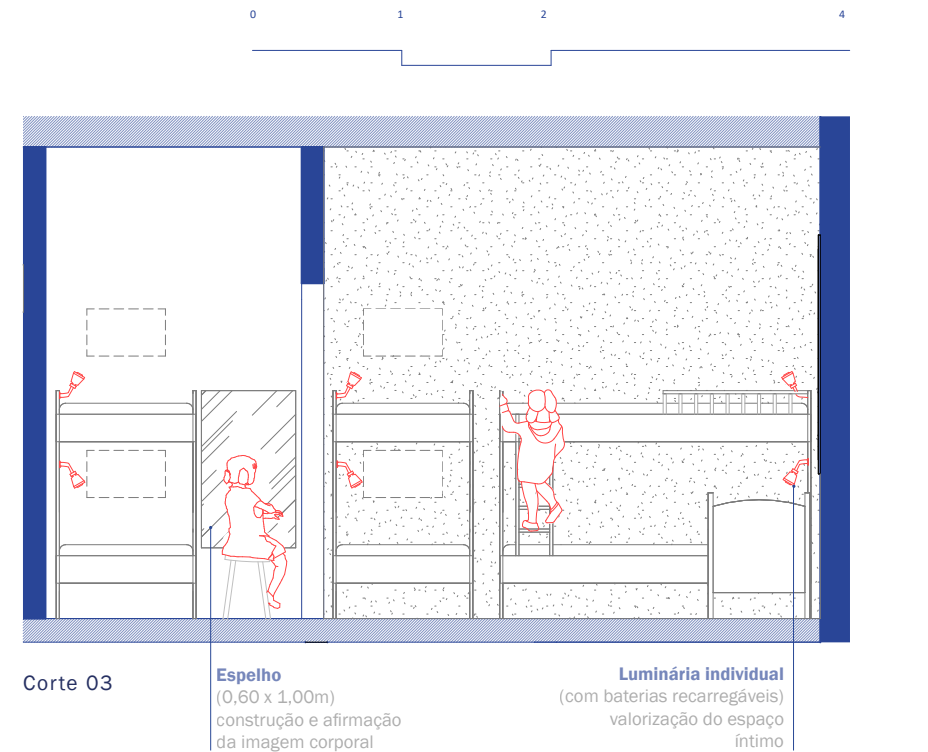 0 1 2 4
Corte 03
Espelho
(0,60 x 1,00m)
construção e afirmação
da imagem corporal
Luminária individual
(com baterias recarregáveis)
valorização do espaço
íntimo